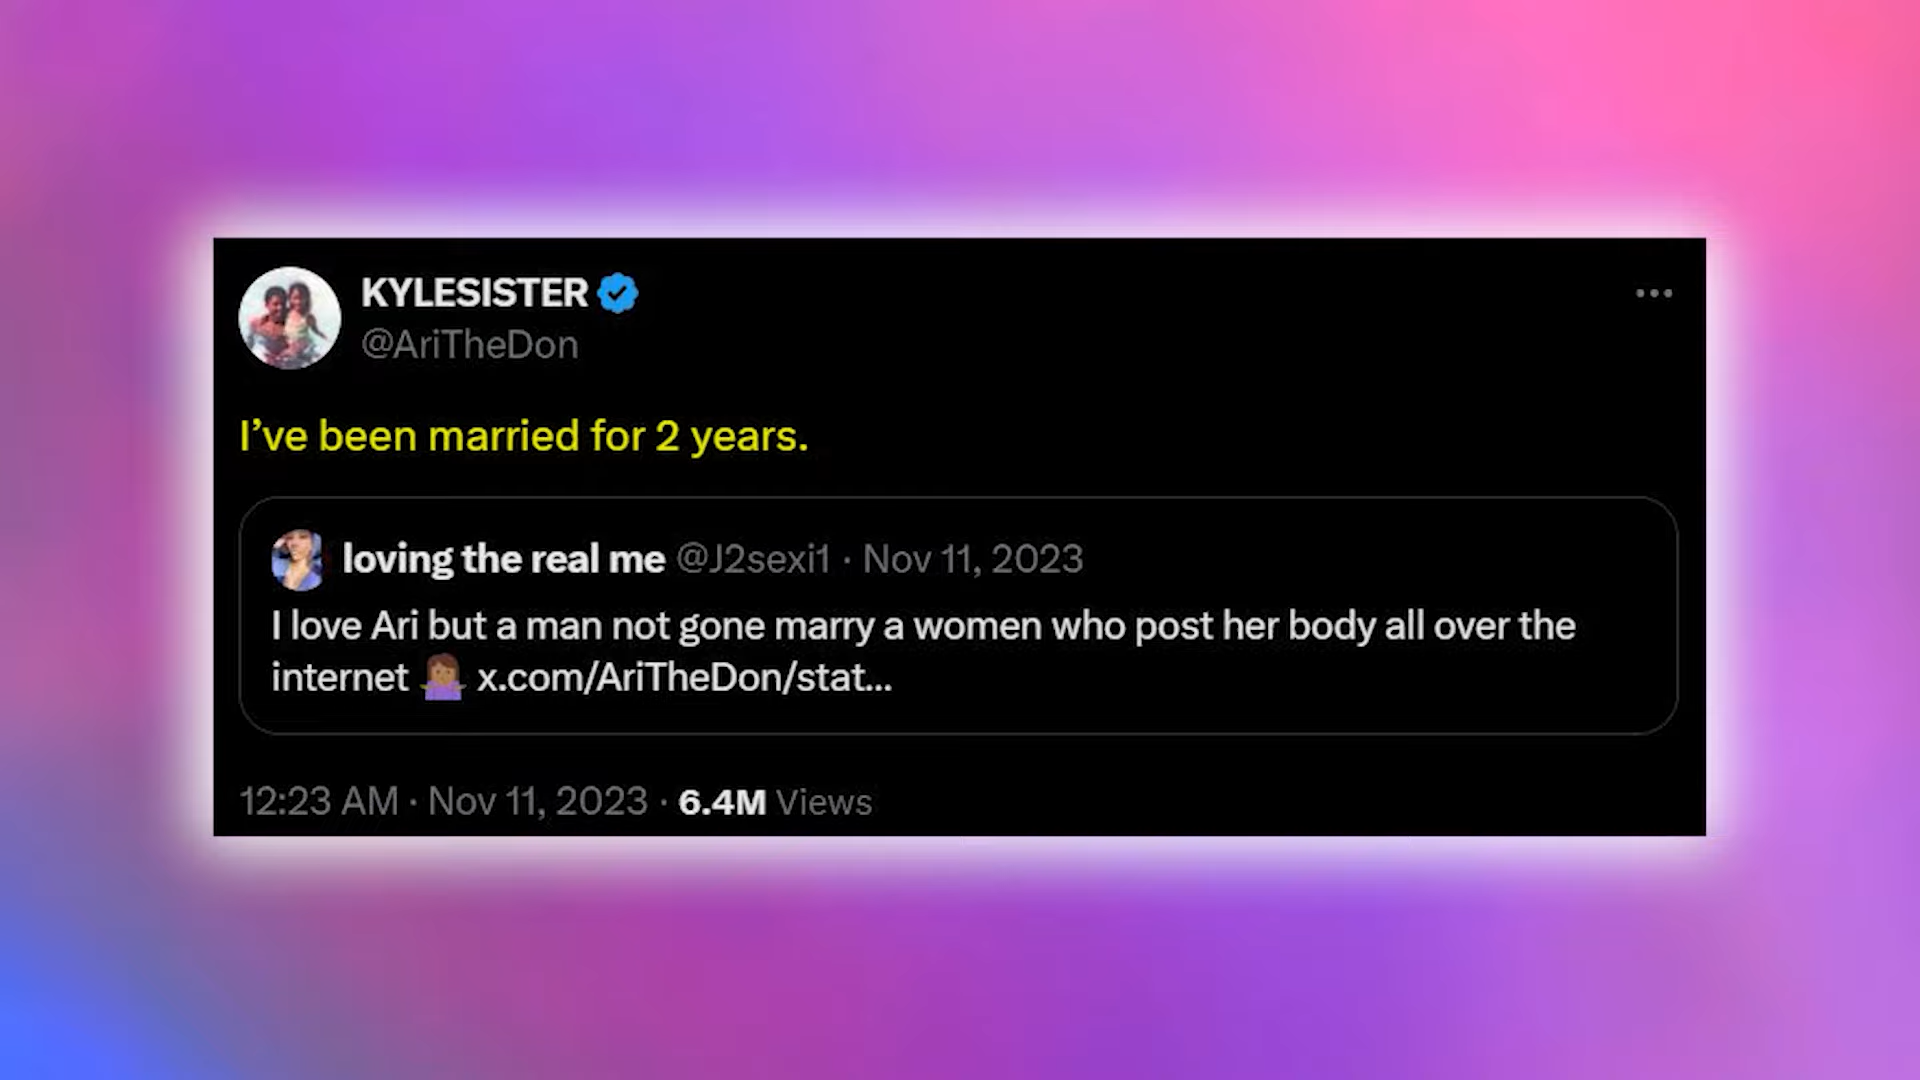 KYLESISTER
@AriTheDon
I’ve been married for 2 years.
loving the real me @J2sexi1 · Nov 11, 2023
I love Ari but a man not gone marry a women who post her body all over the
internet 🤷🏽‍♀️ x.com/AriTheDon/stat...
12:23 AM · Nov 11, 2023 · 6.4M Views